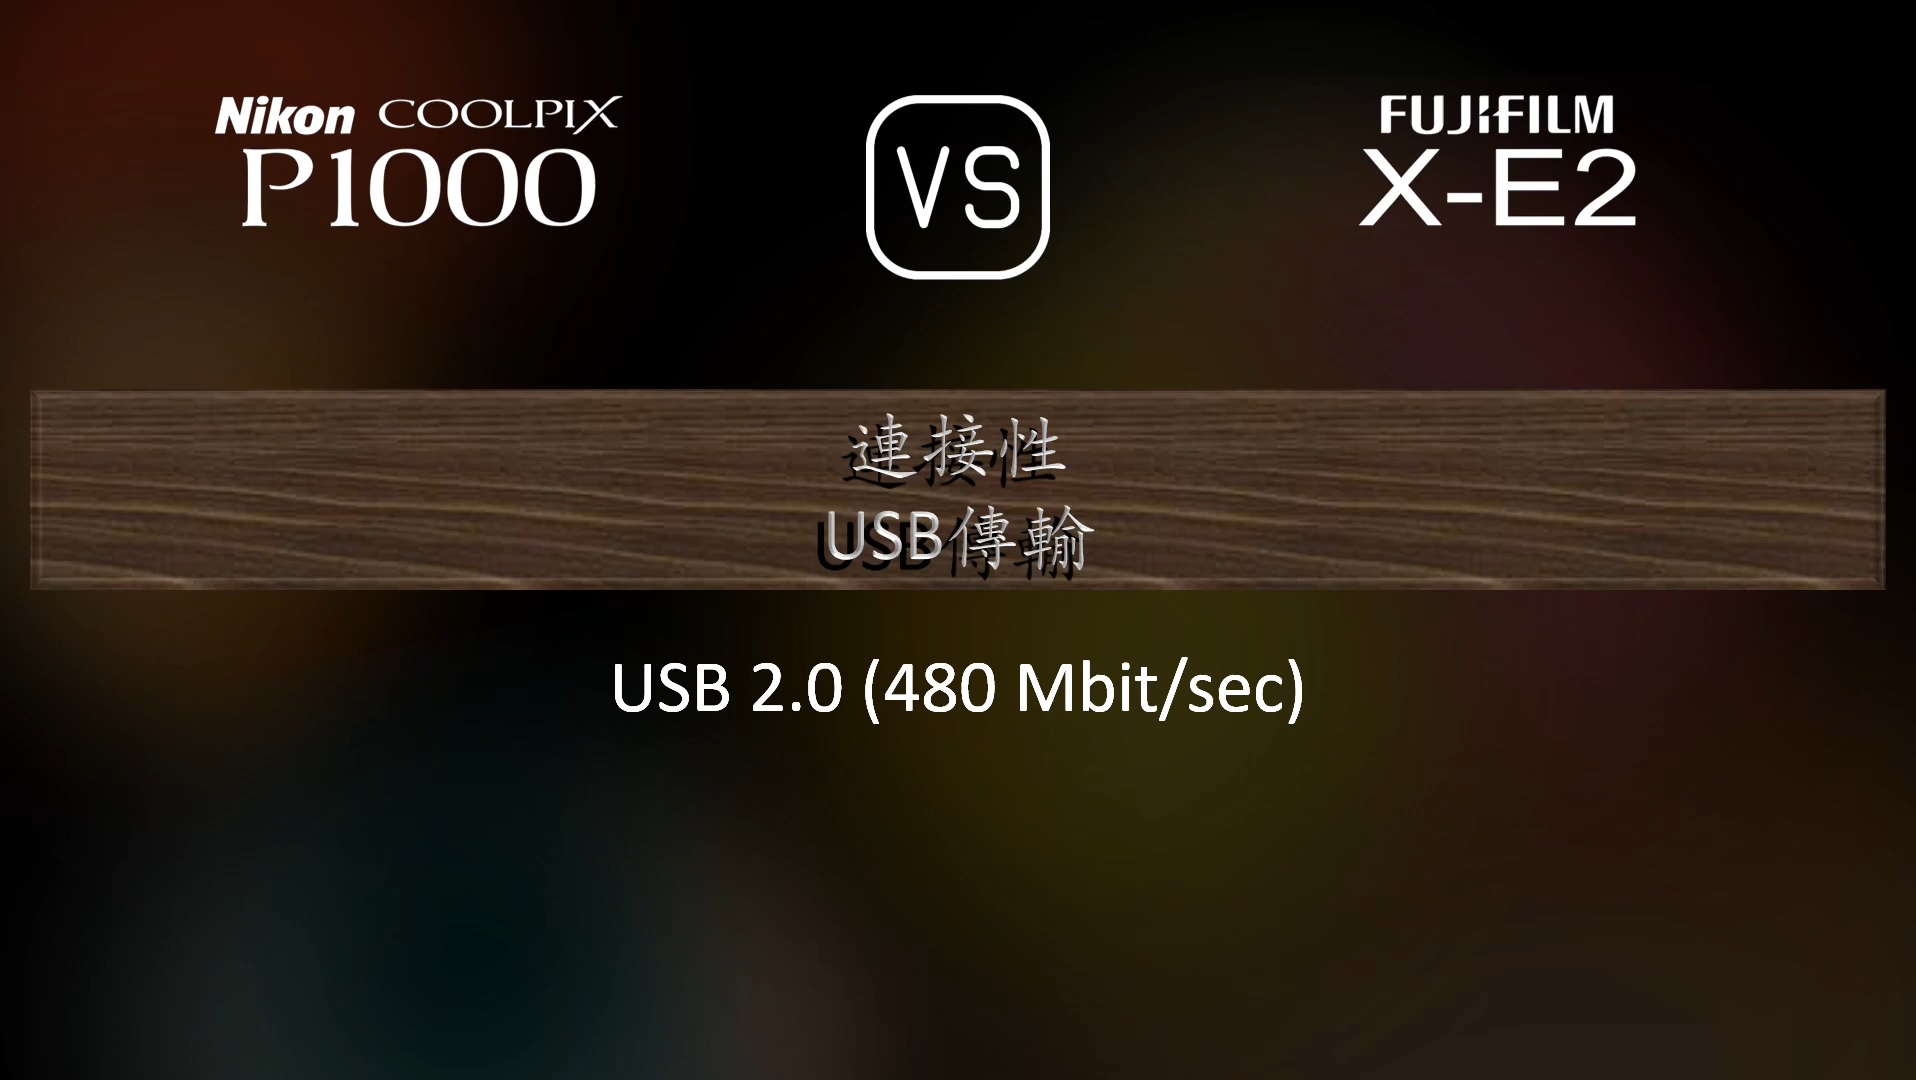 Nikon COOLPIX
P1000
VS
FUJIFILM
X-E2
連接性
USB傳輸
USB 2.0 (480 Mbit/sec)